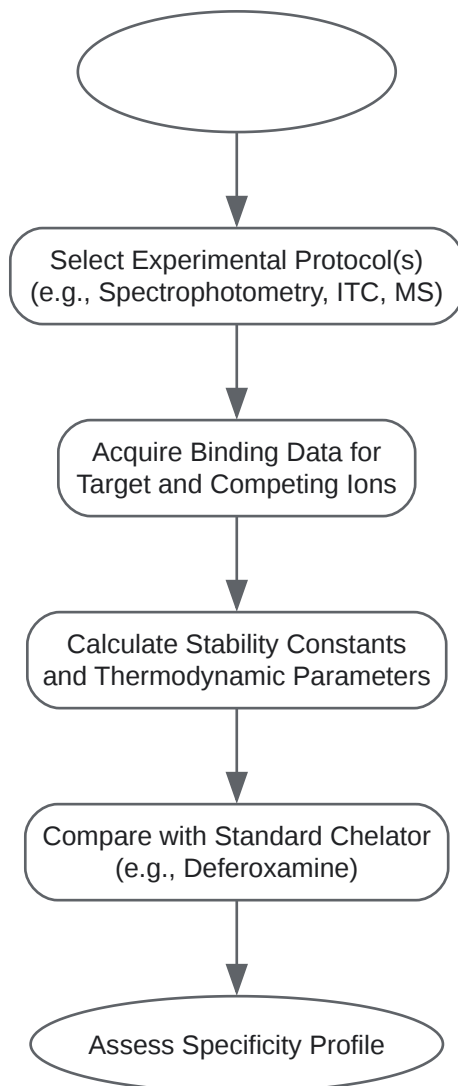 Select Experimental Protocol(s)
(e.g., Spectrophotometry, ITC, MS)
Acquire Binding Data for
Target and Competing Ions
Calculate Stability Constants
and Thermodynamic Parameters
Compare with Standard Chelator
(e.g., Deferoxamine)
Assess Specificity Profile